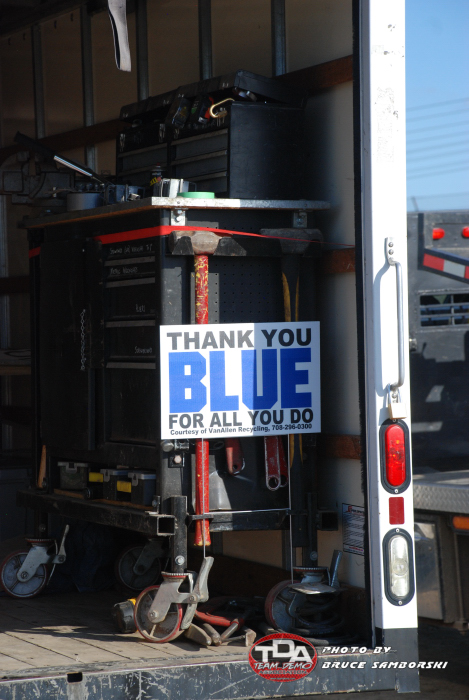 THANK YOU
BLUE
FOR ALL YOU DO
Courtesy of VanAllen Recycling, 708-296-0300
TDA
TEAM DEMO
PHOTO BY
BRUCE SAMBORSKI